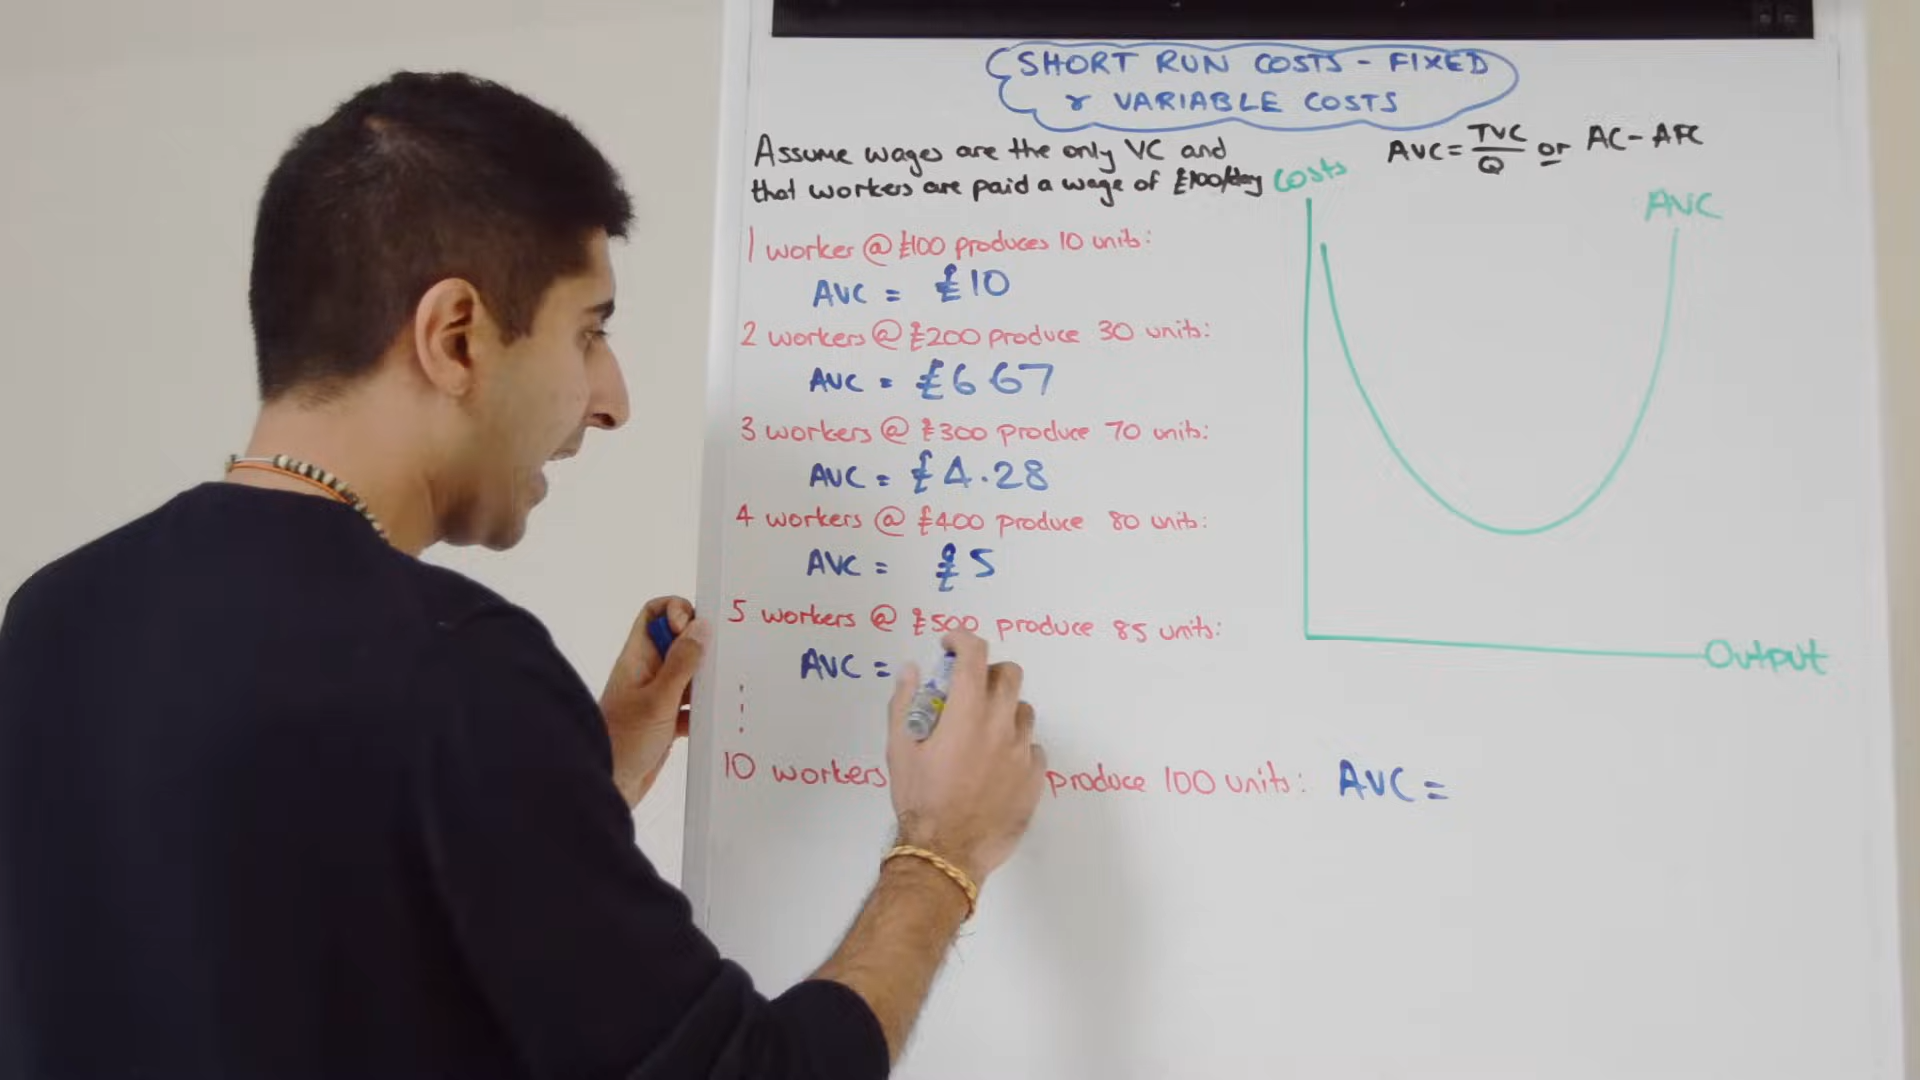 SHORT RUN COSTS - FIXED
& VARIABLE COSTS
Assume wages are the only VC and
that workers are paid a wage of £100/day
AVC = TVC/Q or AC - AFC
1 worker @ £100 produces 10 units:
AVC = £10
2 workers @ £200 produce 30 units:
AVC = £6 67
3 workers @ £300 produce 70 units:
AVC = £4.28
4 workers @ £400 produce 80 units:
AVC = £5
5 workers @ £500 produce 85 units:
AVC =
10 workers produce 100 units: AVC =
Costs
AVC
Output